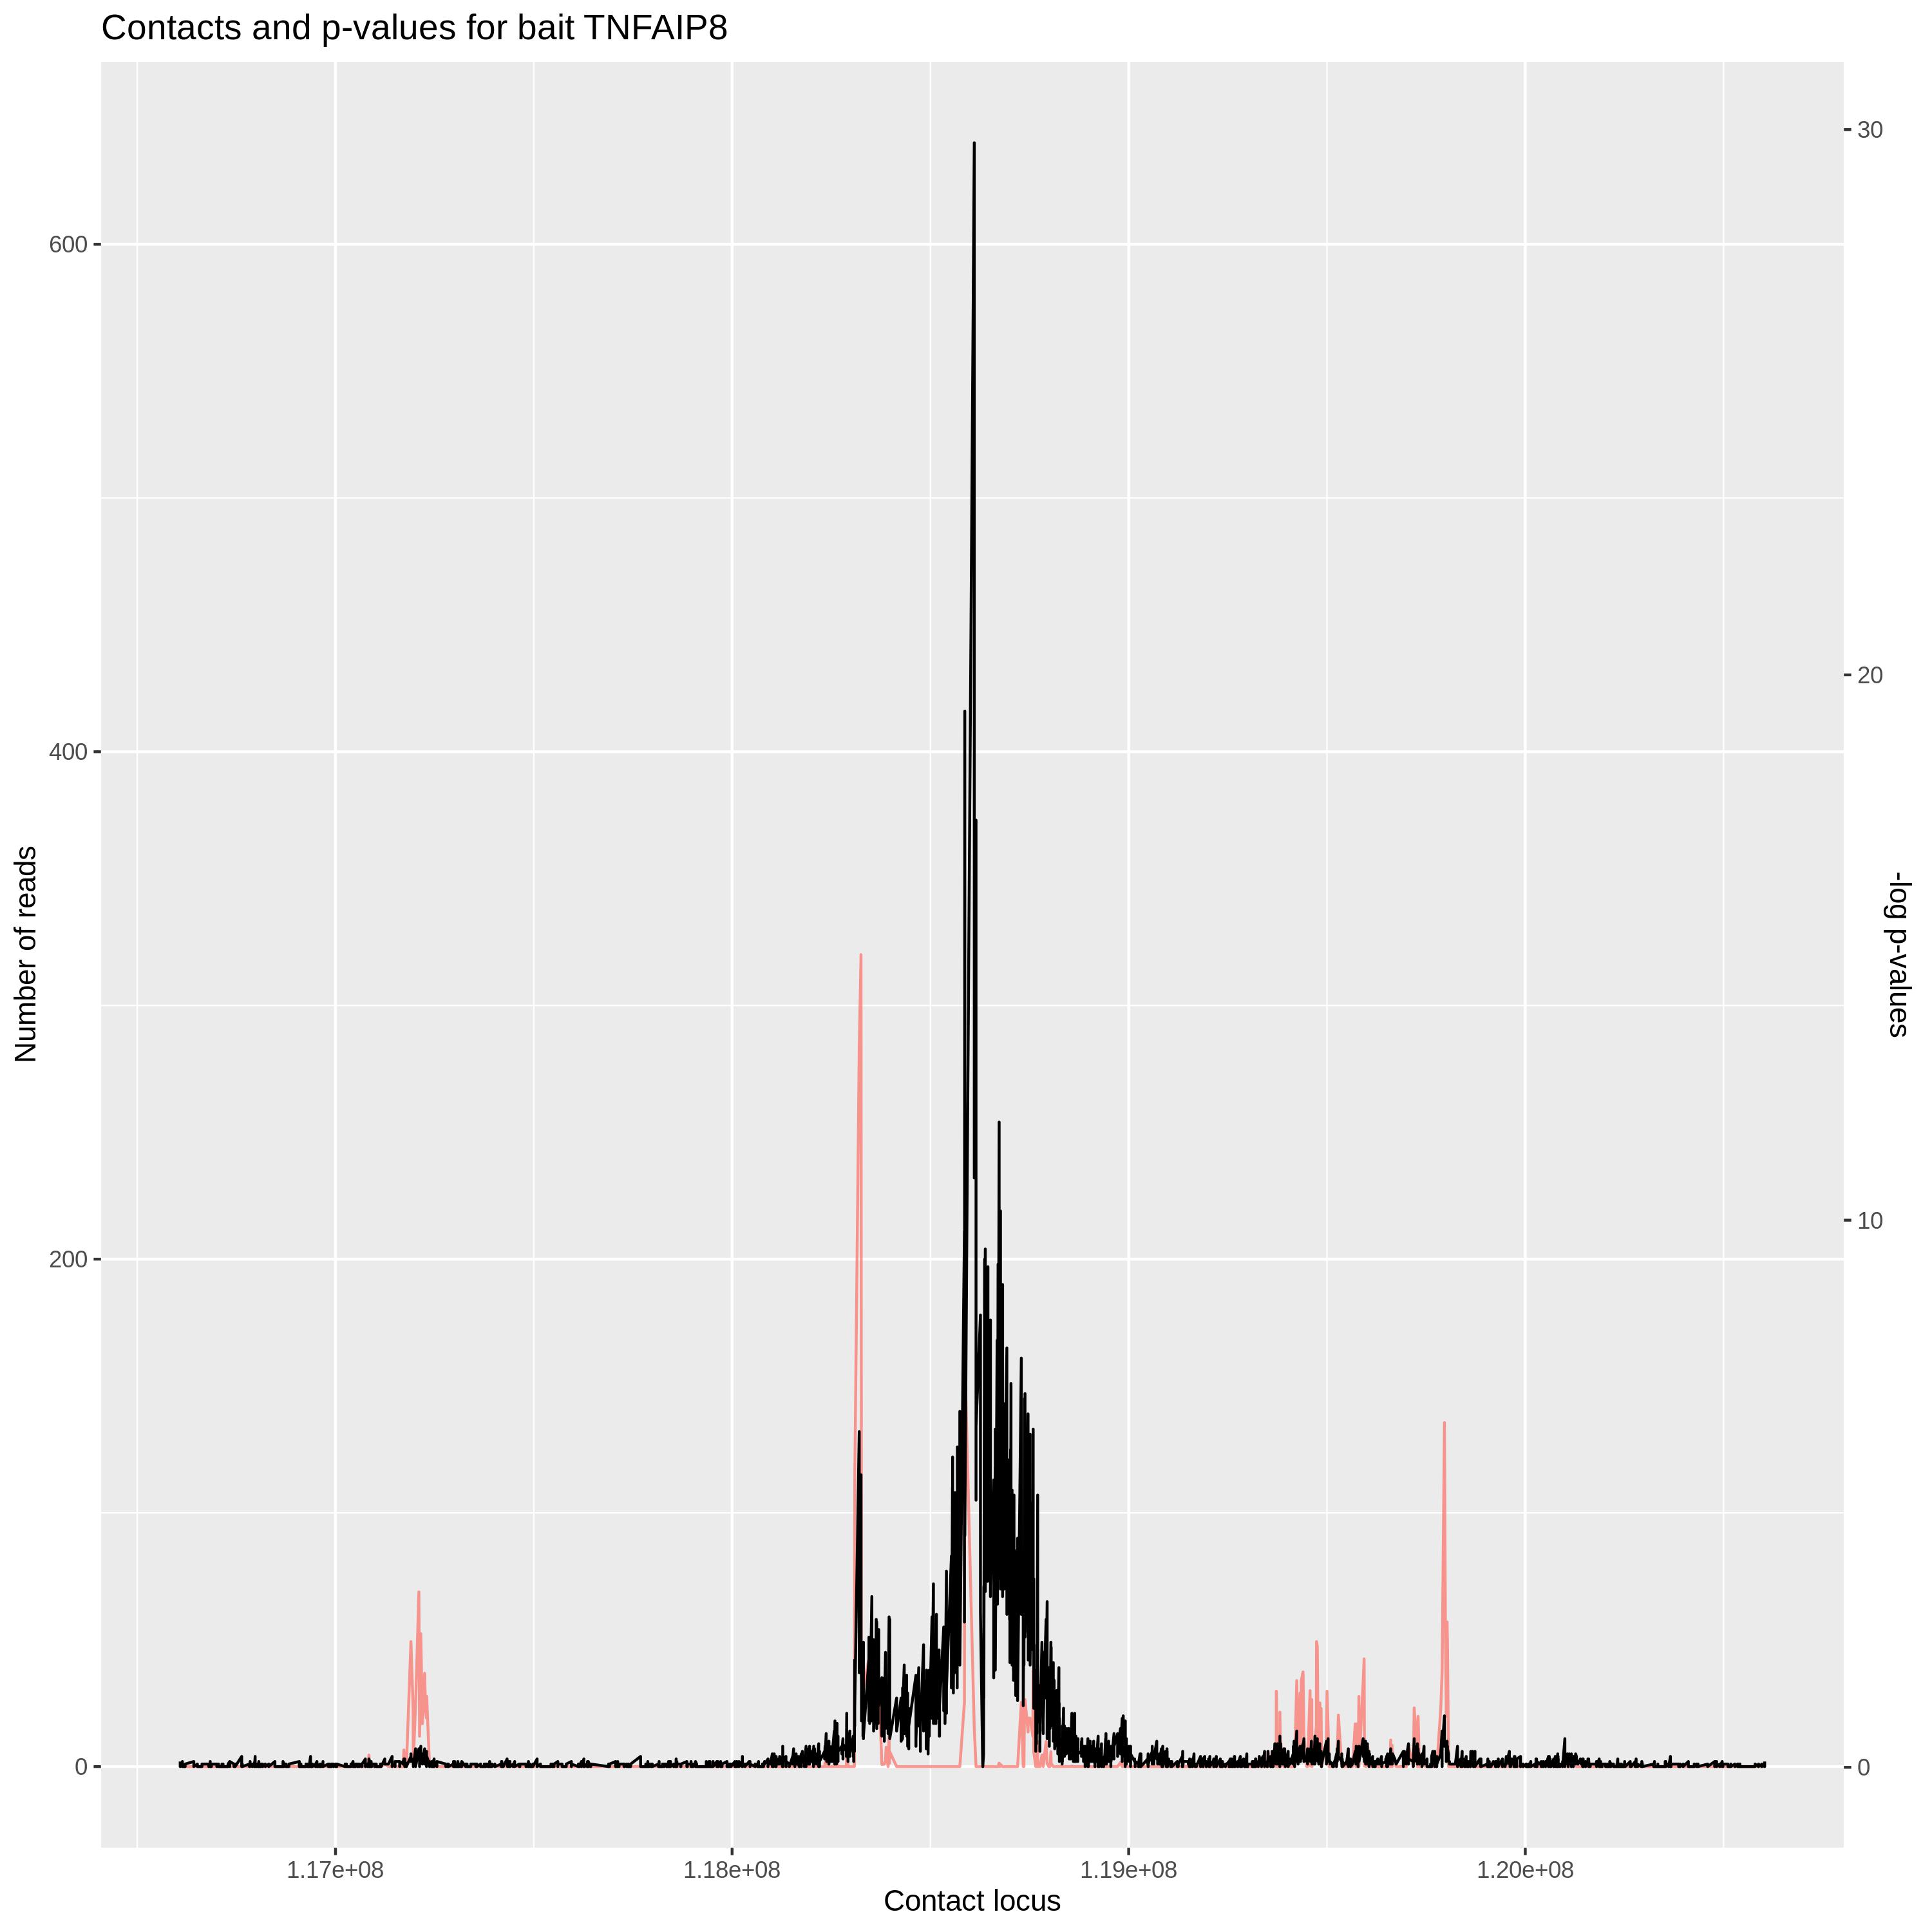 Contacts and p-values for bait TNFAIP8
30
600
20
400
Number of reads
-log p-values
10
200
0
0
1.17e+08
1.18e+08
1.19e+08
1.20e+08
Contact locus